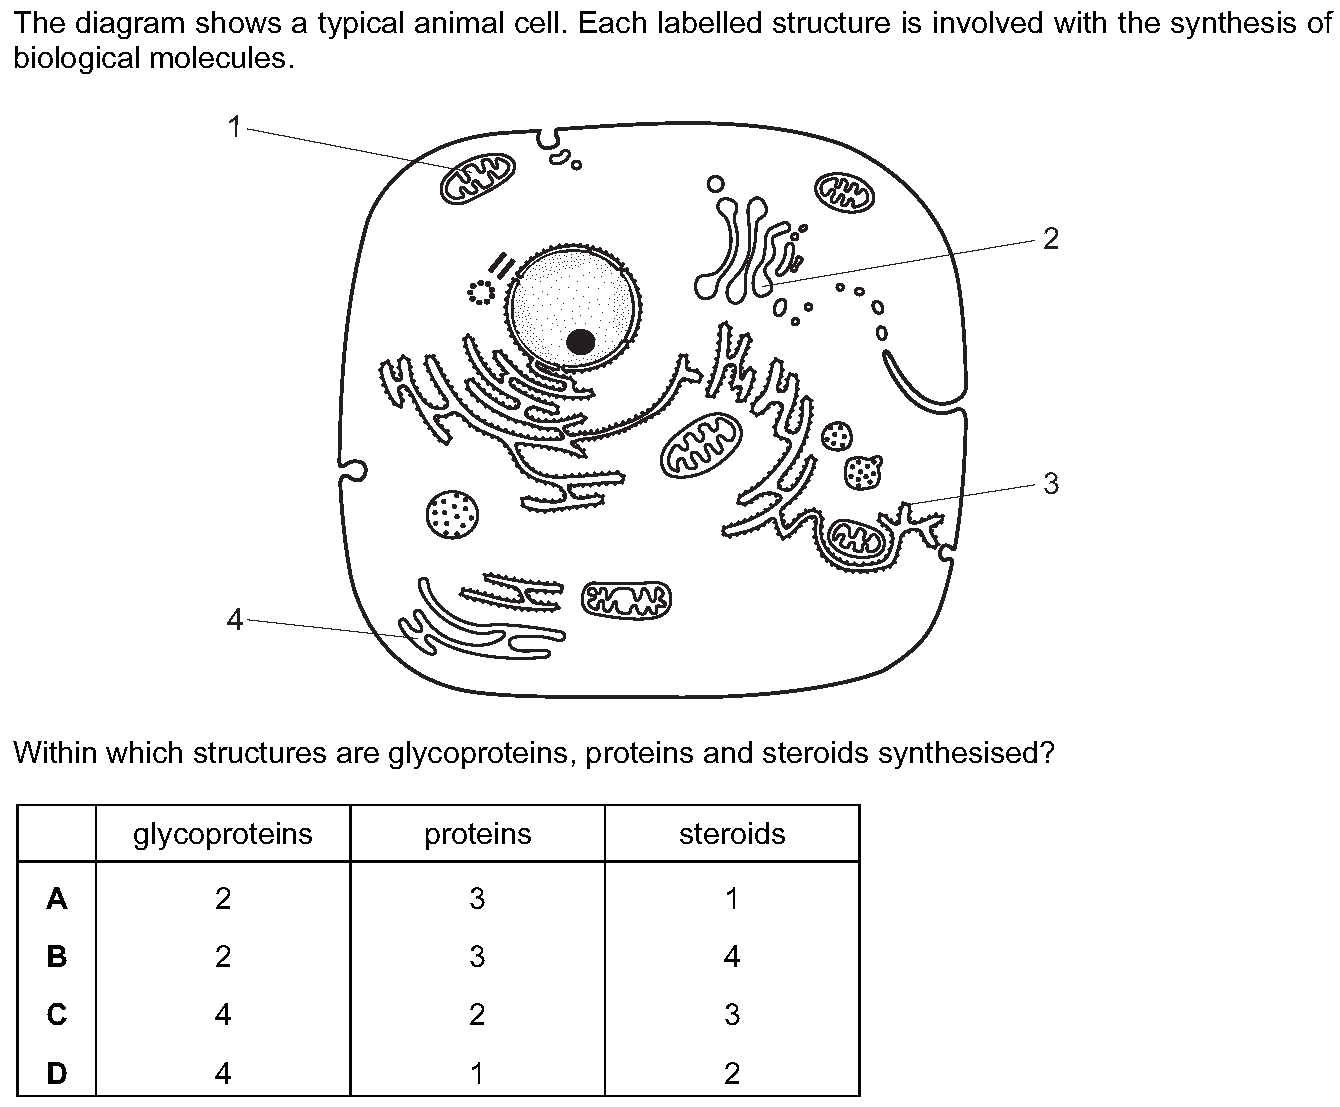 The diagram shows a typical animal cell. Each labelled structure is involved with the synthesis of
biological molecules.
1
2
3
4
Within which structures are glycoproteins, proteins and steroids synthesised?
glycoproteins proteins steroids
A 2 3 1
B 2 3 4
C 4 2 3
D 4 1 2